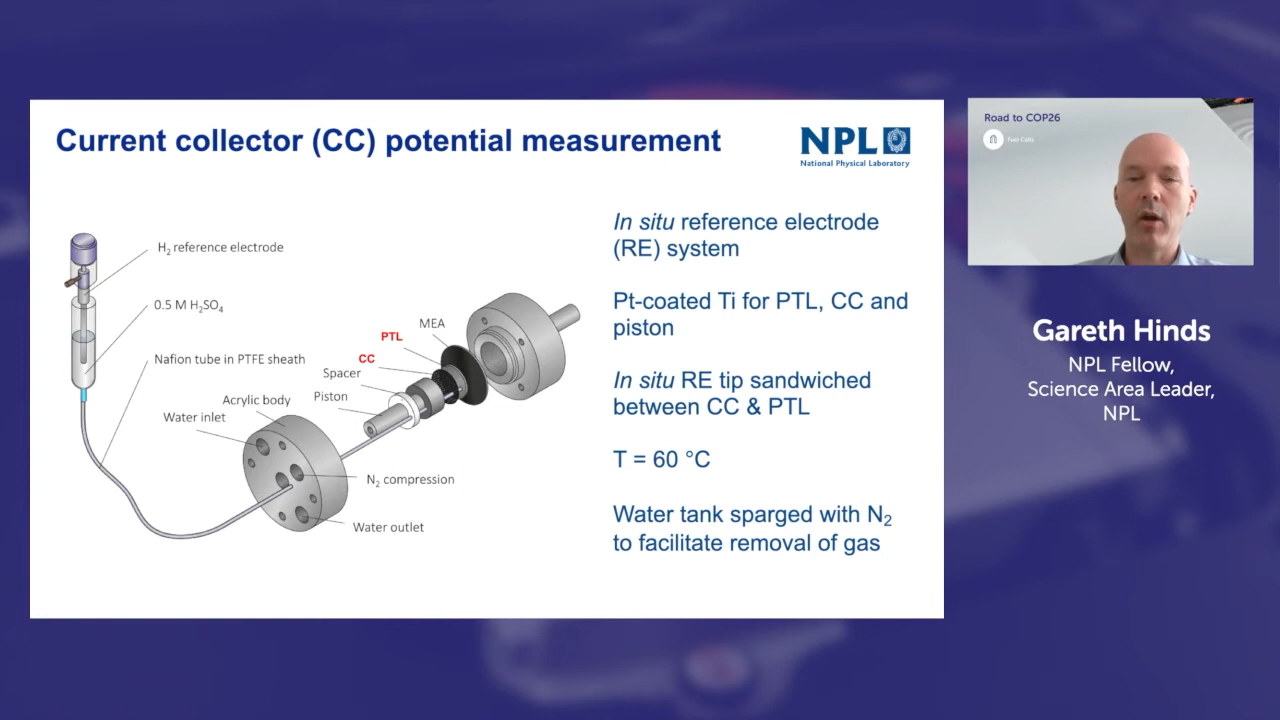 Current collector (CC) potential measurement
NPL
National Physical Laboratory
H2 reference electrode
0.5 M H2SO4
Nafion tube in PTFE sheath
Acrylic body
Water inlet
MEA
PTL
CC
Spacer
Piston
N2 compression
Water outlet
In situ reference electrode
(RE) system
Pt-coated Ti for PTL, CC and
piston
In situ RE tip sandwiched
between CC & PTL
T = 60 °C
Water tank sparged with N2
to facilitate removal of gas
Road to COP26
Fuel Cells
Gareth Hinds
NPL Fellow,
Science Area Leader,
NPL